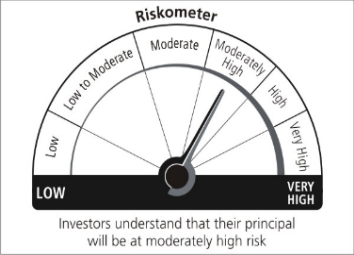 Riskometer
Low
Low to Moderate
Moderate
Moderately
High
High
Very High
LOW
VERY
HIGH
Investors understand that their principal
will be at moderately high risk